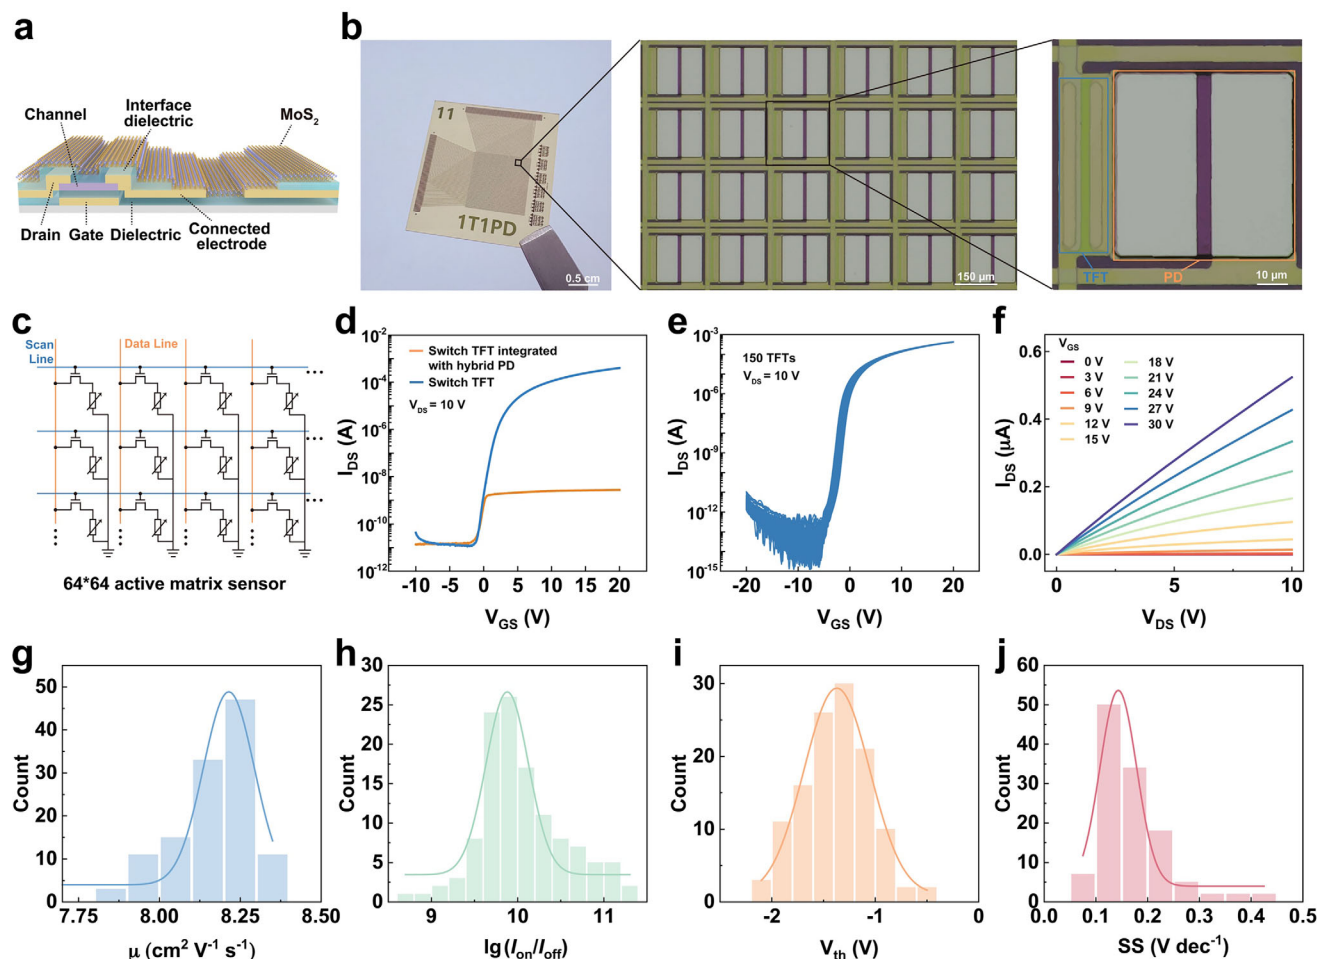 a
Channel
Interface
dielectric
MoS2
Drain
Gate
Dielectric
Connected
electrode
b
11
1T1PD
0.5 cm
150 μm
TFT
PD
10 μm
c
Scan
Line
Data Line
64*64 active matrix sensor
d
10-2
10-4
10-6
10-8
10-10
10-12
IDS (A)
Switch TFT integrated
with hybrid PD
Switch TFT
VDS = 10 V
-10 -5 0 5 10 15 20
VGS (V)
e
10-3
10-6
10-9
10-12
10-15
IDS (A)
150 TFTs
VDS = 10 V
-20 -10 0 10 20
VGS (V)
f
0.6
0.4
0.2
0.0
IDS (μA)
VGS
0 V
3 V
6 V
9 V
12 V
15 V
18 V
21 V
24 V
27 V
30 V
0 5 10
VDS (V)
g
50
40
30
20
10
0
Count
7.75 8.00 8.25 8.50
μ (cm2 V-1 s-1)
h
30
25
20
15
10
5
0
Count
9 10 11
lg (Ion/Ioff)
i
30
20
10
0
Count
-2 -1 0
Vth (V)
j
60
50
40
30
20
10
0
Count
0.0 0.1 0.2 0.3 0.4 0.5
SS (V dec-1)